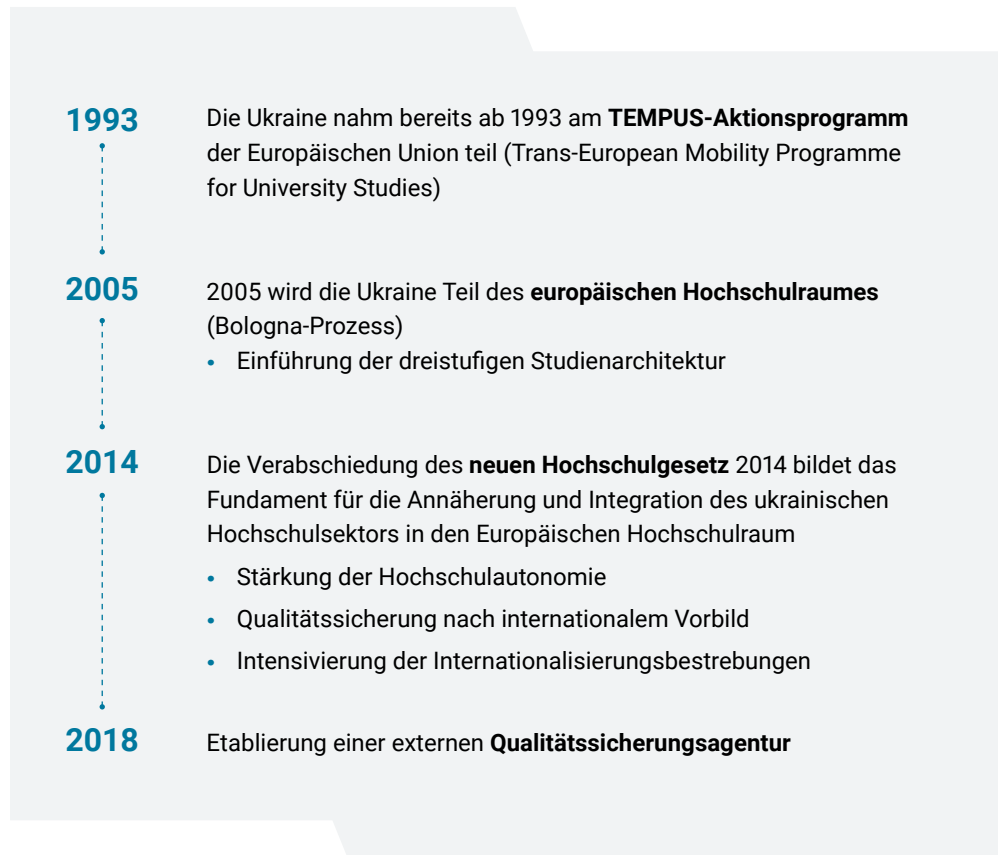 1993
Die Ukraine nahm bereits ab 1993 am TEMPUS-Aktionsprogramm
der Europäischen Union teil (Trans-European Mobility Programme
for University Studies)
2005
2005 wird die Ukraine Teil des europäischen Hochschulraumes
(Bologna-Prozess)
• Einführung der dreistufigen Studienarchitektur
2014
Die Verabschiedung des neuen Hochschulgesetz 2014 bildet das
Fundament für die Annäherung und Integration des ukrainischen
Hochschulsektors in den Europäischen Hochschulraum
• Stärkung der Hochschulautonomie
• Qualitätssicherung nach internationalem Vorbild
• Intensivierung der Internationalisierungsbestrebungen
2018
Etablierung einer externen Qualitätssicherungsagentur